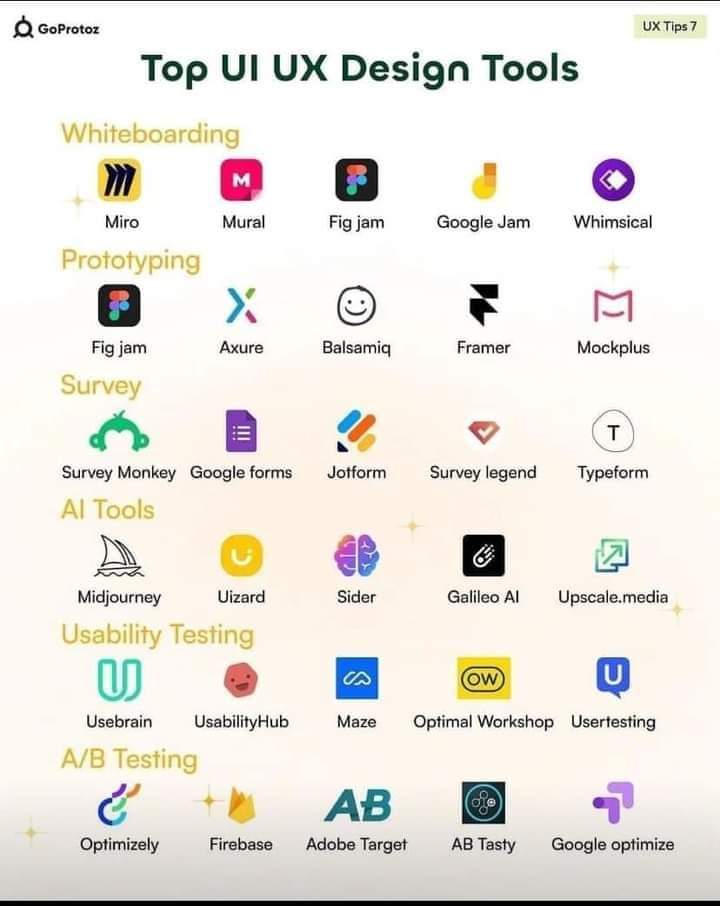 GoProtoz
UX Tips 7
Top UI UX Design Tools
Whiteboarding
M
Miro Mural Fig jam Google Jam Whimsical
Prototyping
Fig jam Axure Balsamiq Framer Mockplus
Survey
T
Survey Monkey Google forms Jotform Survey legend Typeform
AI Tools
Midjourney Uizard Sider Galileo AI Upscale.media
Usability Testing
OW U
Usebrain UsabilityHub Maze Optimal Workshop Usertesting
A/B Testing
AB
Optimizely Firebase Adobe Target AB Tasty Google optimize